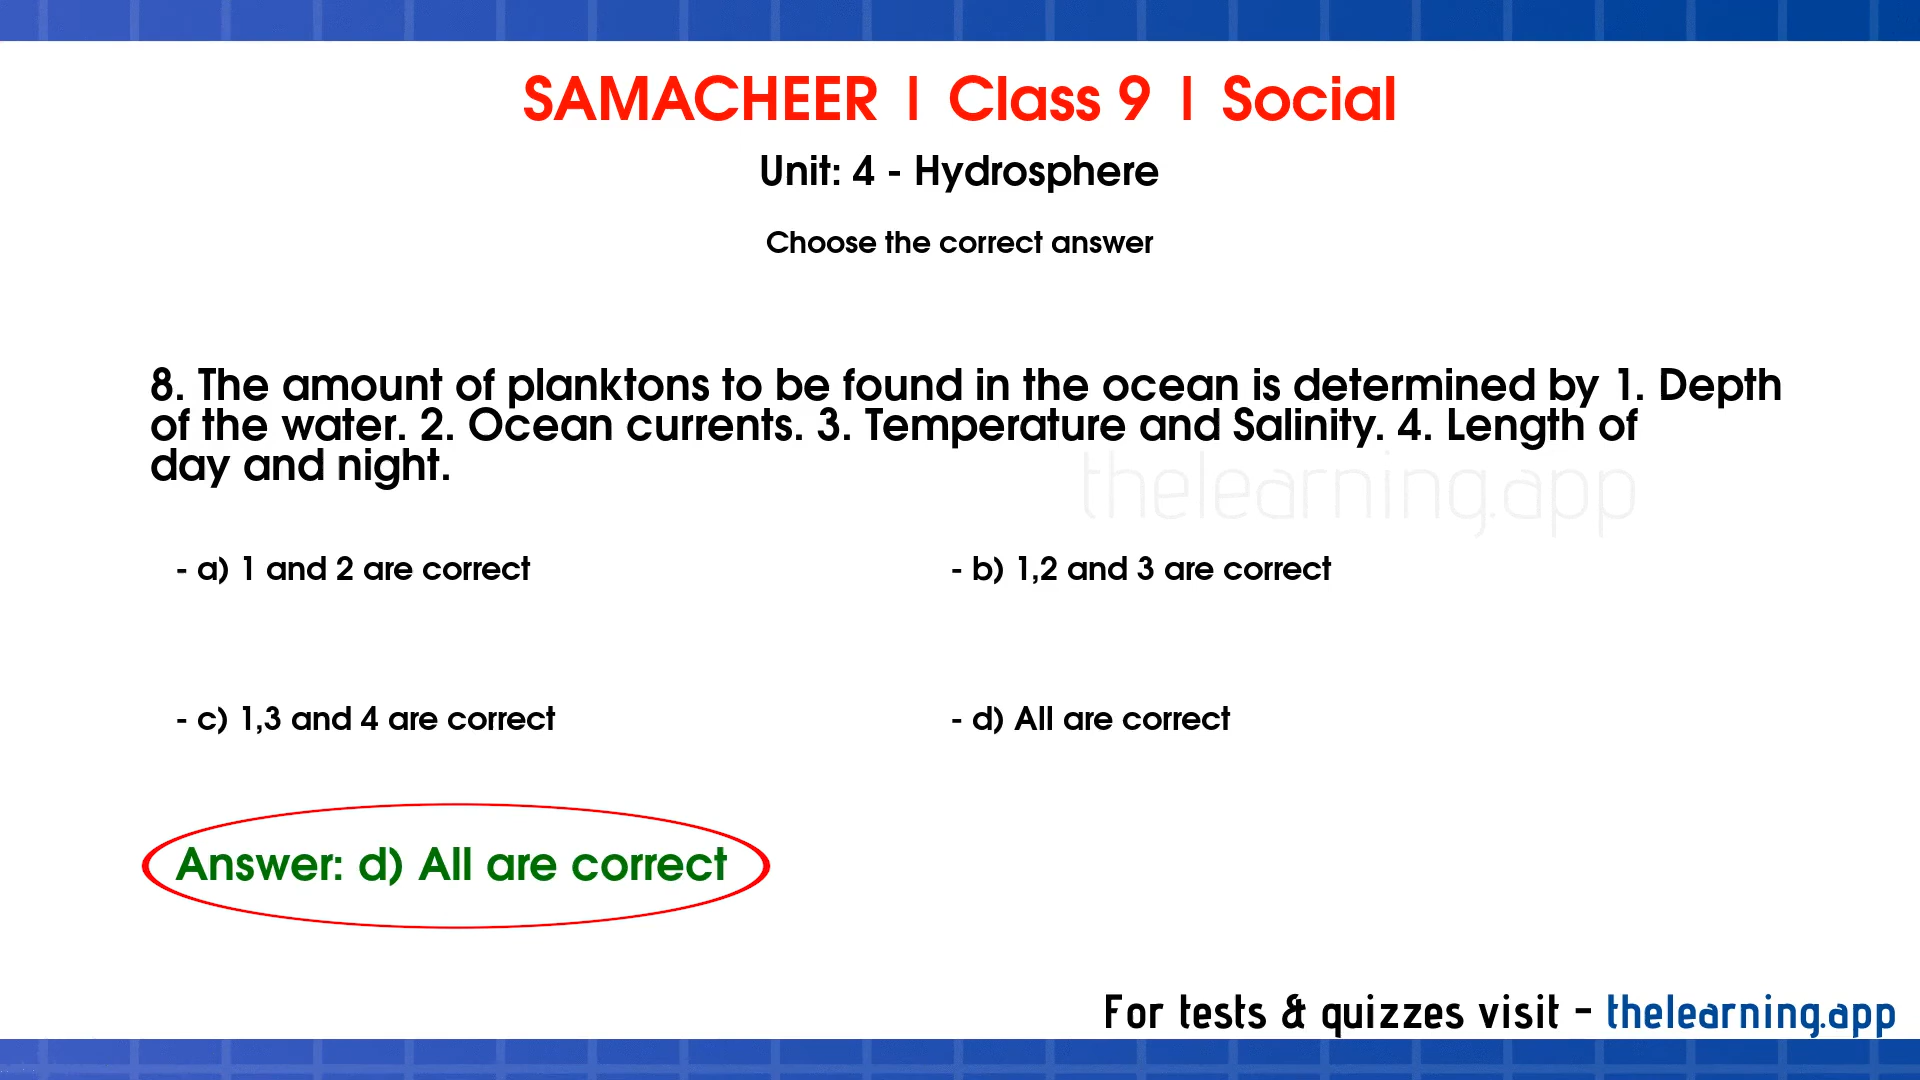 SAMACHEER | Class 9 | Social
Unit: 4 - Hydrosphere
Choose the correct answer
8. The amount of planktons to be found in the ocean is determined by 1. Depth
of the water. 2. Ocean currents. 3. Temperature and Salinity. 4. Length of
day and night.
thelearning.app
- a) 1 and 2 are correct
- b) 1,2 and 3 are correct
- c) 1,3 and 4 are correct
- d) All are correct
Answer: d) All are correct
For tests & quizzes visit - thelearning.app